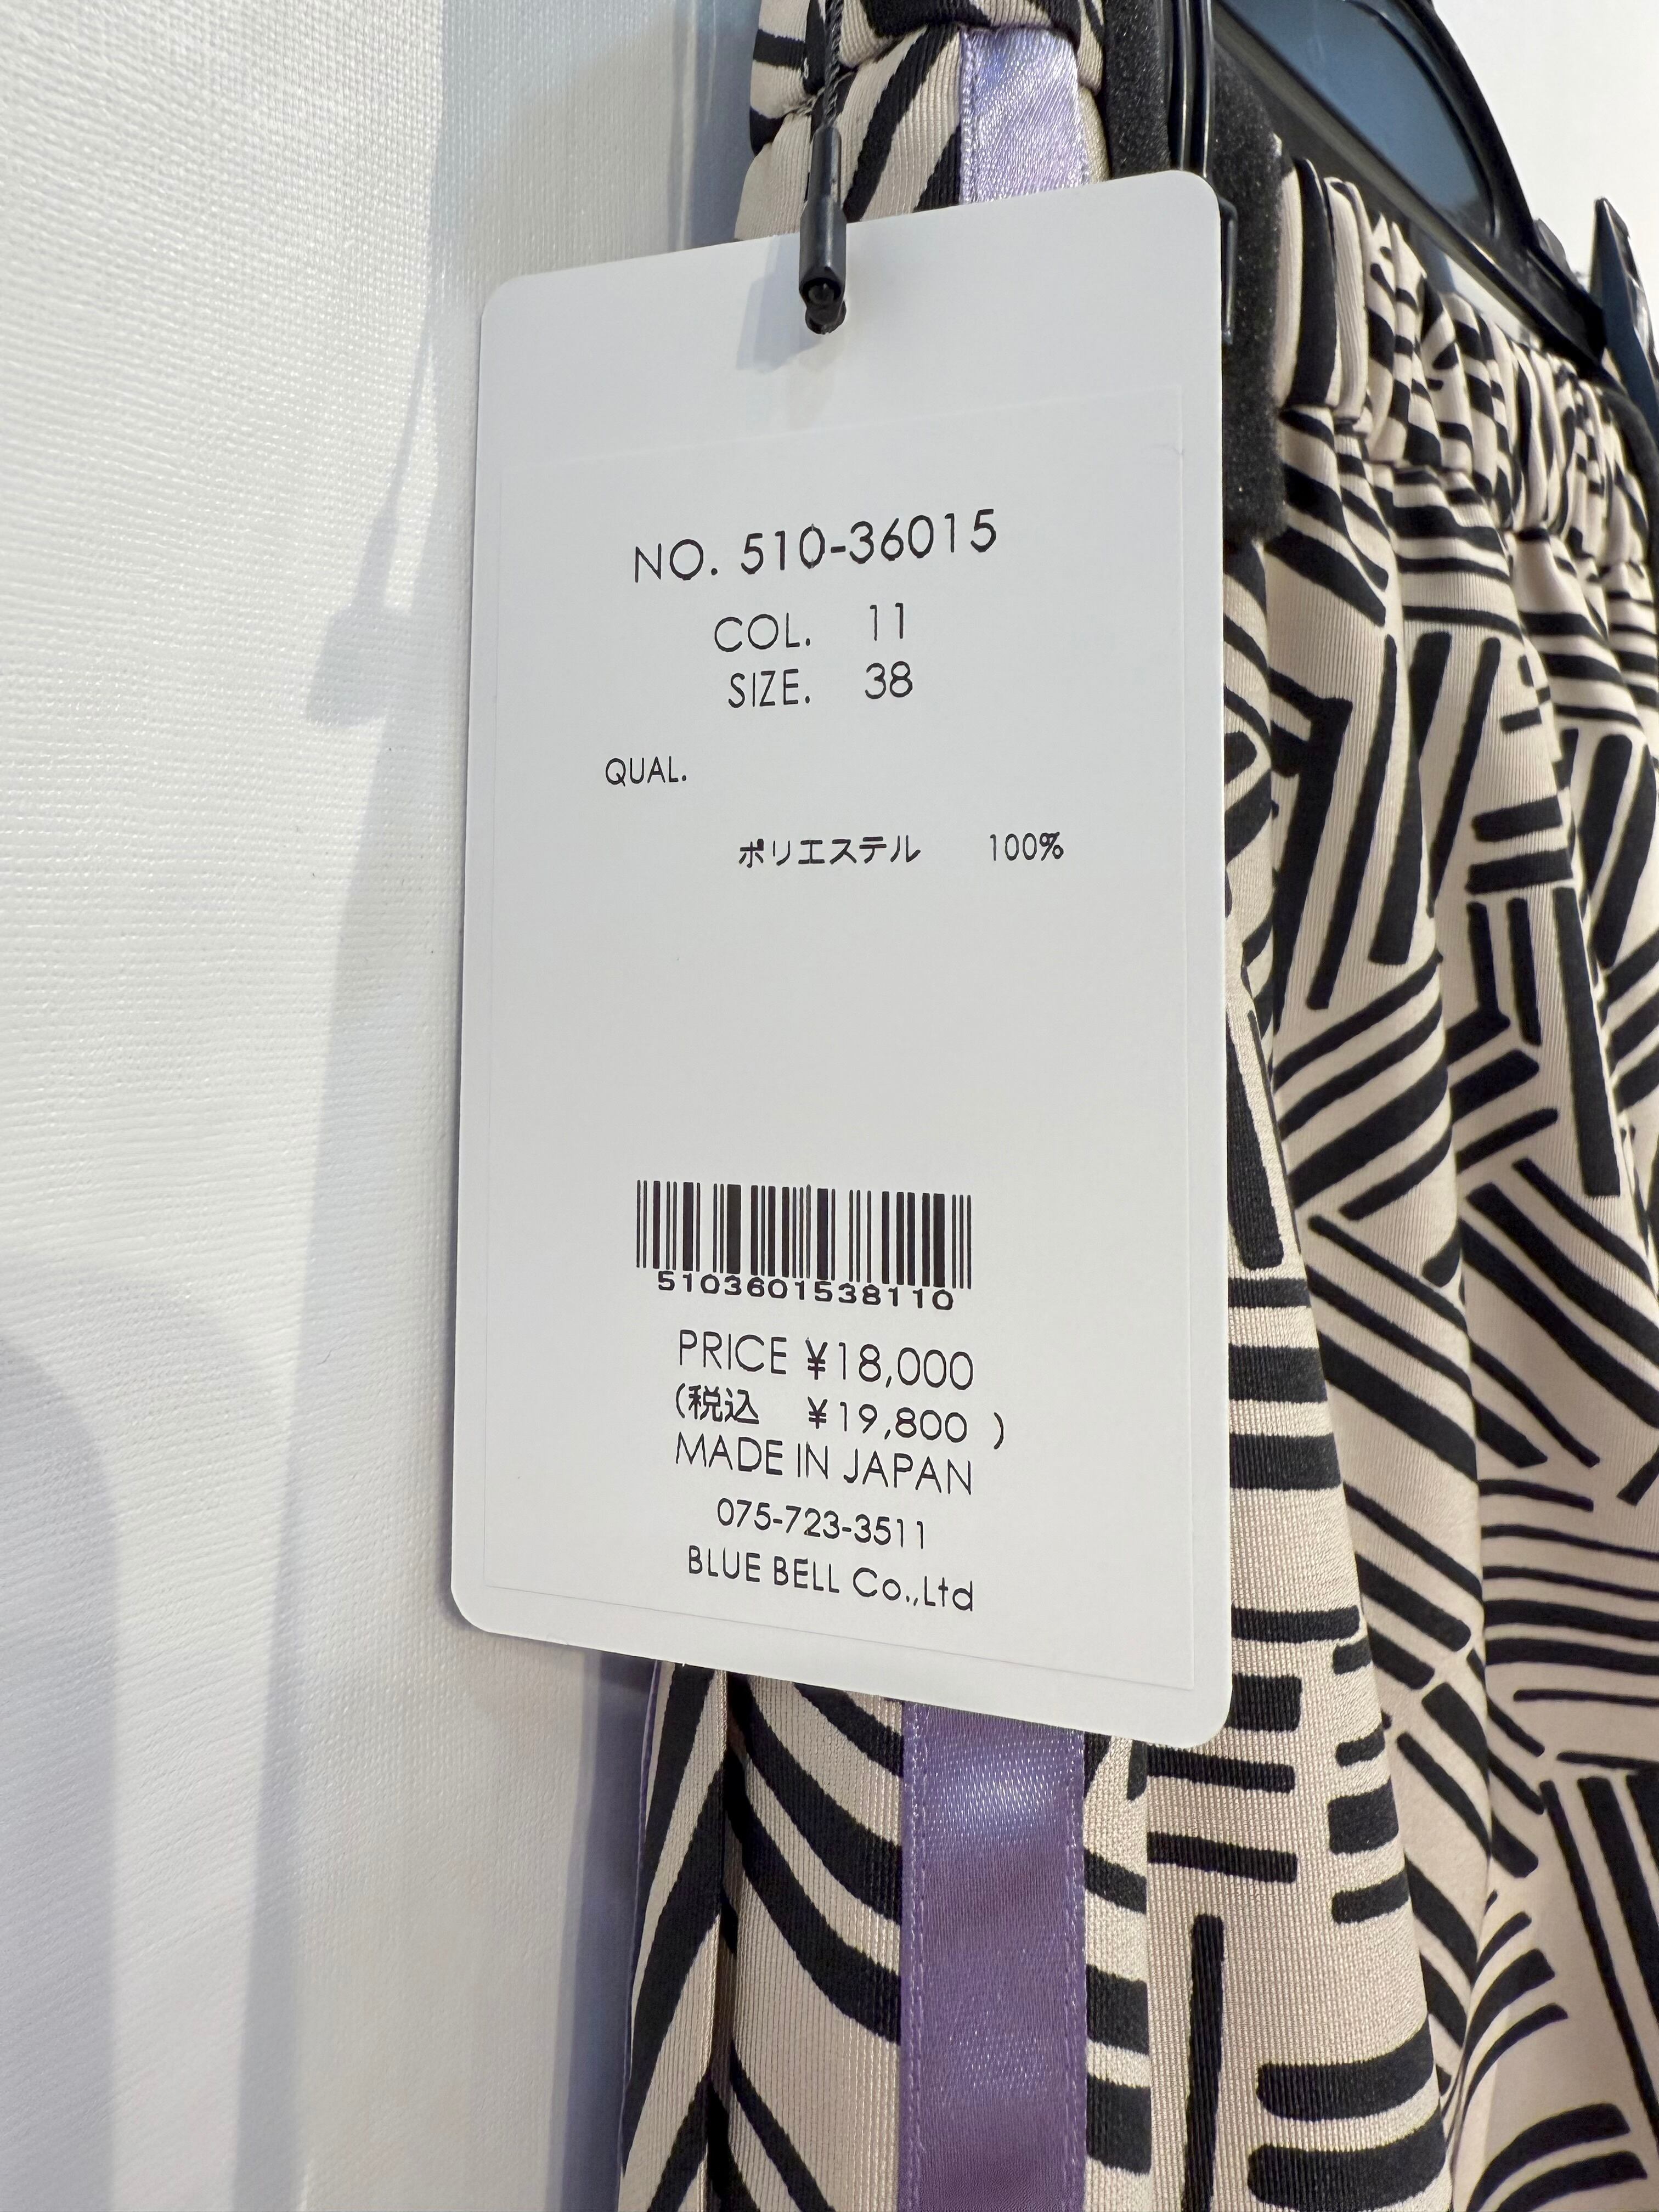 NO. 510-36015
COL. 11
SIZE. 38
QUAL.
ポリエステル 100%
5103601538110
PRICE ¥18,000
(税込 ¥19,800 )
MADE IN JAPAN
075-723-3511
BLUE BELL Co.,Ltd